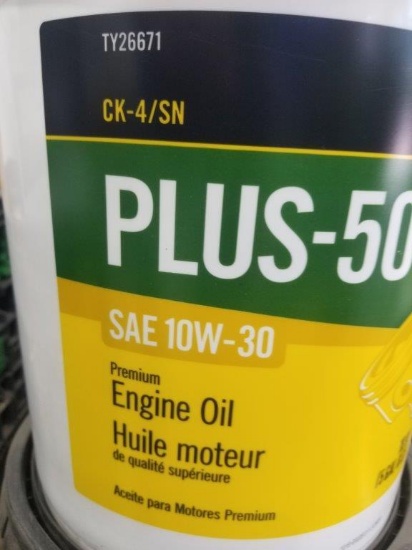 TY26671
CK-4/SN
PLUS-50
SAE 10W-30
Premium
Engine Oil
Huile moteur
de qualité supérieure
Aceite para Motores Premium